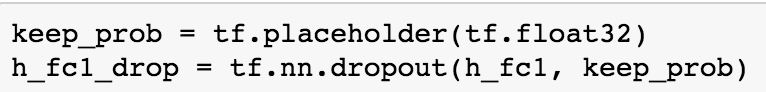 keep_prob = tf.placeholder(tf.float32)
h_fc1_drop = tf.nn.dropout(h_fc1, keep_prob)